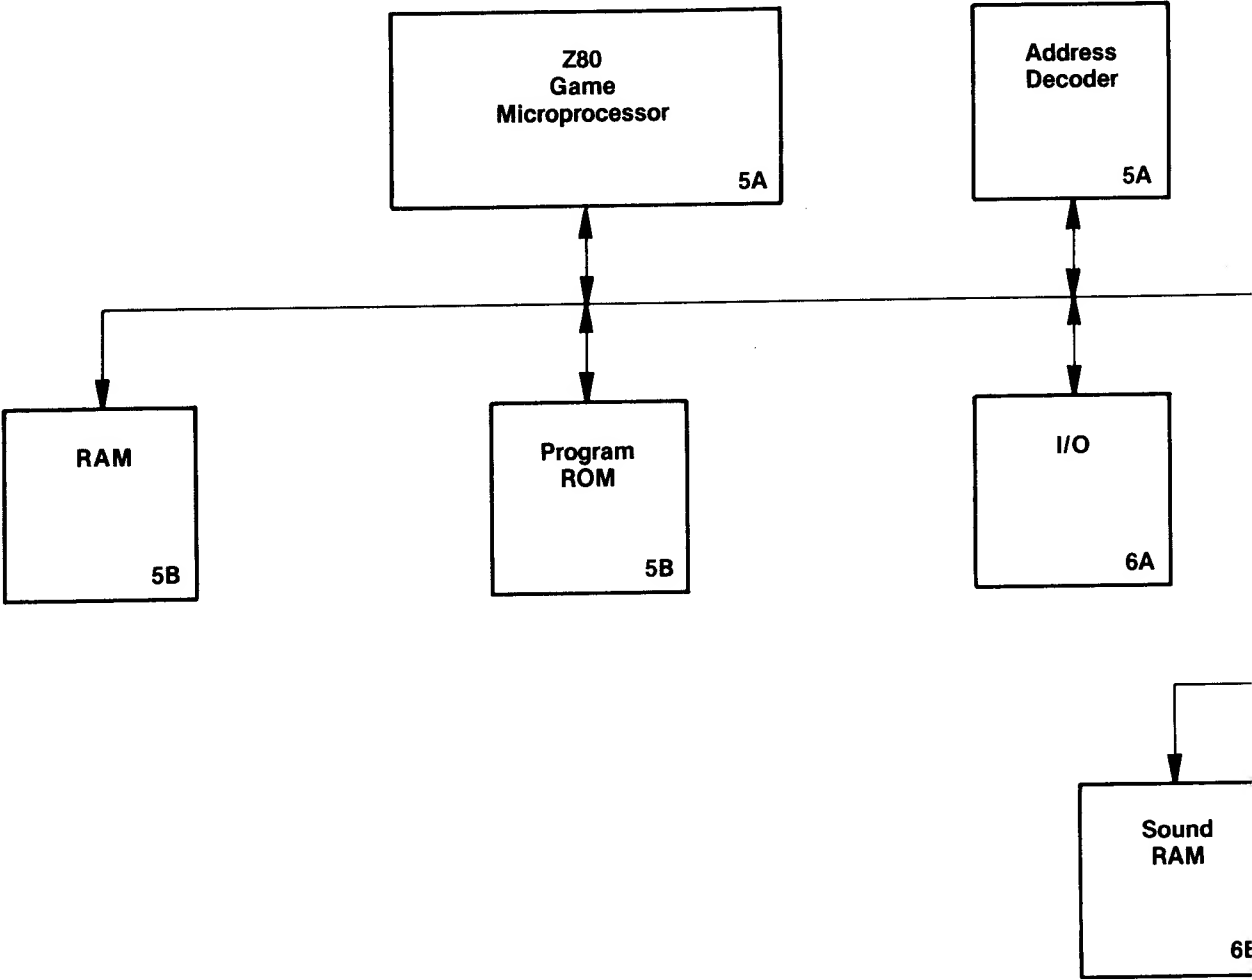 Z80
Game
Microprocessor
5A
Address
Decoder
5A
RAM
5B
Program
ROM
5B
I/O
6A
Sound
RAM